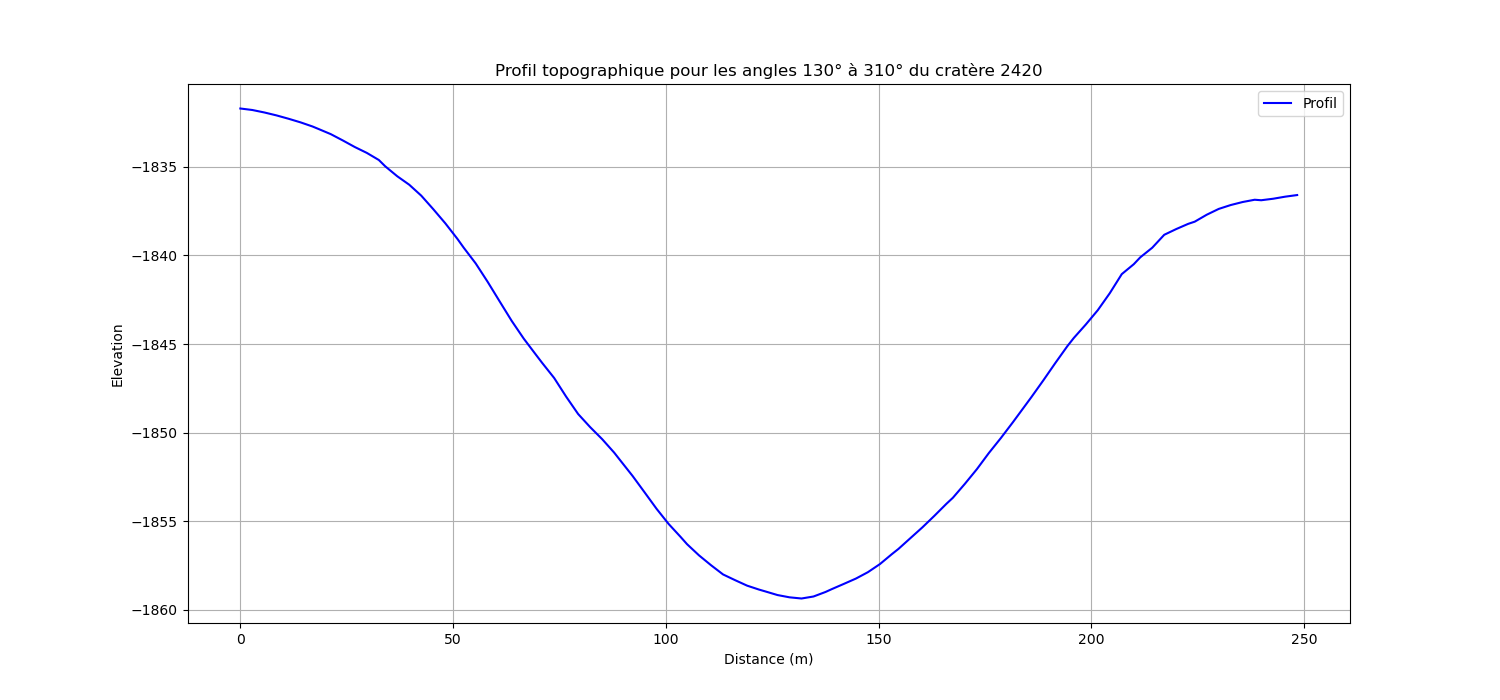 Profil topographique pour les angles 130° à 310° du cratère 2420
Profil
−1835
−1840
−1845
−1850
−1855
−1860
Elevation
0 50 100 150 200 250
Distance (m)